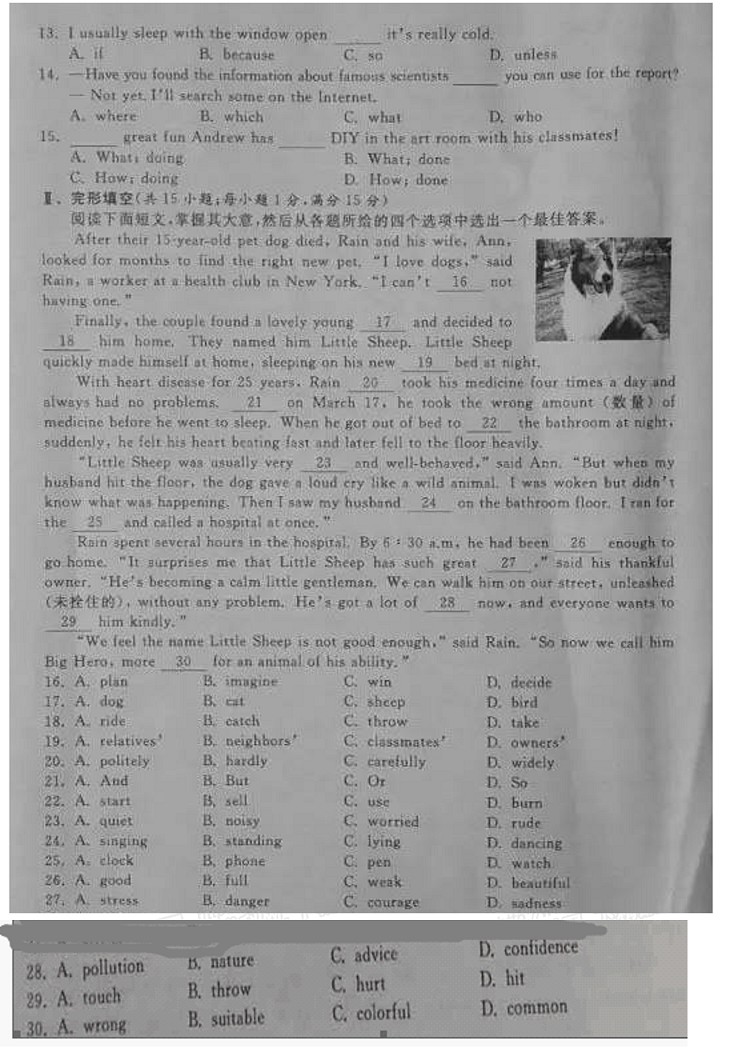 13. I usually sleep with the window open ______ it's really cold.
A. if B. because C. so D. unless
14. —Have you found the information about famous scientists ______ you can use for the report?
— Not yet. I'll search some on the Internet.
A. where B. which C. what D. who
15. ______ great fun Andrew has ______ DIY in the art room with his classmates!
A. What; doing B. What; done
C. How; doing D. How; done
Ⅱ、完形填空(共 15 小题;每小题 1 分,满分 15 分)
阅读下面短文,掌握其大意,然后从各题所给的四个选项中选出一个最佳答案。
After their 15-year-old pet dog died, Rain and his wife, Ann,
looked for months to find the right new pet. "I love dogs," said
Rain, a worker at a health club in New York. "I can't 16 not
having one."
Finally, the couple found a lovely young 17 and decided to
18 him home. They named him Little Sheep. Little Sheep
quickly made himself at home, sleeping on his new 19 bed at night.
With heart disease for 25 years, Rain 20 took his medicine four times a day and
always had no problems. 21 on March 17, he took the wrong amount (数量) of
medicine before he went to sleep. When he got out of bed to 22 the bathroom at night,
suddenly, he felt his heart beating fast and later fell to the floor heavily.
"Little Sheep was usually very 23 and well-behaved," said Ann. "But when my
husband hit the floor, the dog gave a loud cry like a wild animal. I was woken but didn't
know what was happening. Then I saw my husband 24 on the bathroom floor. I ran for
the 25 and called a hospital at once."
Rain spent several hours in the hospital. By 6:30 a.m, he had been 26 enough to
go home. "It surprises me that Little Sheep has such great 27 ," said his thankful
owner. "He's becoming a calm little gentleman. We can walk him on our street, unleashed
(未拴住的), without any problem. He's got a lot of 28 now, and everyone wants to
29 him kindly."
"We feel the name Little Sheep is not good enough," said Rain. "So now we call him
Big Hero, more 30 for an animal of his ability."
16. A. plan B. imagine C. win D. decide
17. A. dog B. cat C. sheep D. bird
18. A. ride B. catch C. throw D. take
19. A. relatives' B. neighbors' C. classmates' D. owners'
20. A. politely B. hardly C. carefully D. widely
21. A. And B. But C. Or D. So
22. A. start B. sell C. use D. burn
23. A. quiet B. noisy C. worried D. rude
24. A. singing B. standing C. lying D. dancing
25. A. clock B. phone C. pen D. watch
26. A. good B. full C. weak D. beautiful
27. A. stress B. danger C. courage D. sadness
28. A. pollution B. nature C. advice D. confidence
29. A. touch B. throw C. hurt D. hit
30. A. wrong B. suitable C. colorful D. common